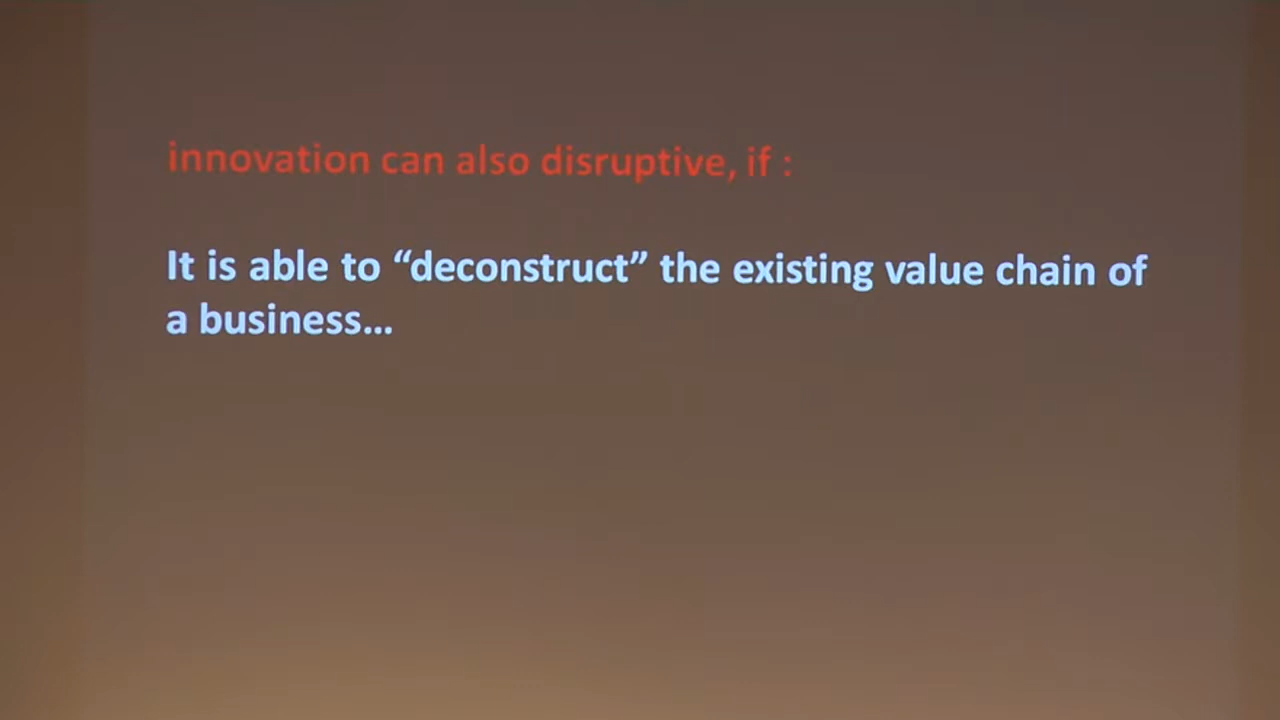 innovation can also disruptive, if :
It is able to “deconstruct” the existing value chain of
a business...